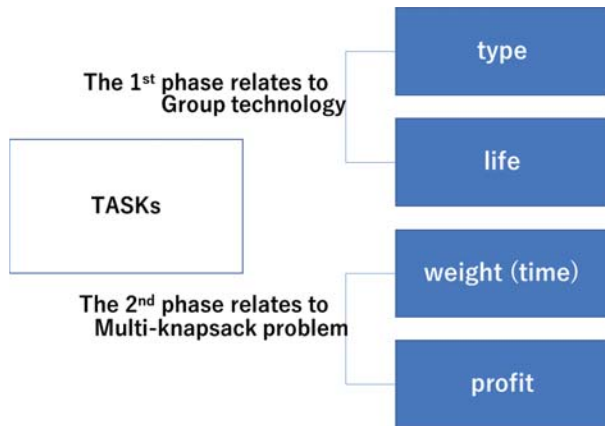 type
The 1st phase relates to
Group technology
life
TASKs
weight (time)
The 2nd phase relates to
Multi-knapsack problem
profit